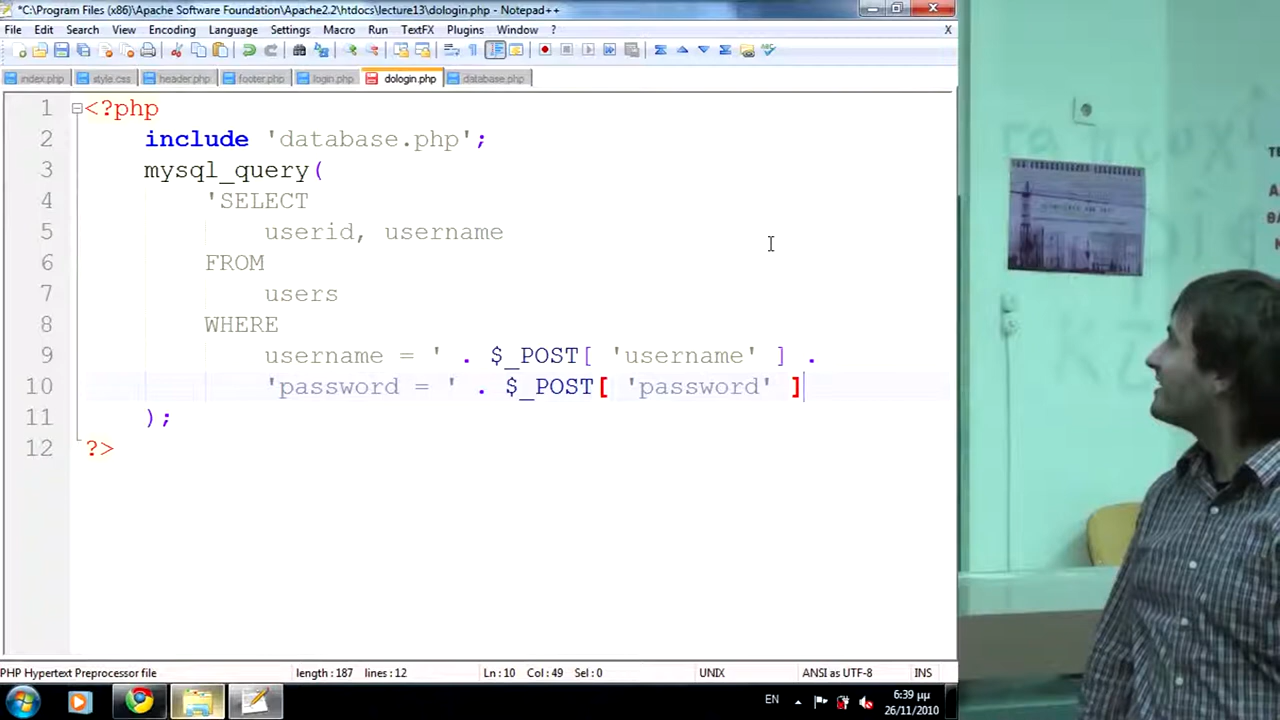 *C:\Program Files (x86)\Apache Software Foundation\Apache2.2\htdocs\lecture13\dologin.php - Notepad++
File Edit Search View Encoding Language Settings Macro Run TextFX Plugins Window ? X
index.php style.css header.php footer.php login.php dologin.php database.php
1 <?php
2 include 'database.php';
3 mysql_query(
4 'SELECT
5 userid, username
6 FROM
7 users
8 WHERE
9 username = ' . $_POST[ 'username' ] .
10 'password = ' . $_POST[ 'password' ]
11 );
12 ?>
PHP Hypertext Preprocessor file length : 187 lines : 12 Ln : 10 Col : 49 Sel : 0 UNIX ANSI as UTF-8 INS
EN 6:39 μμ
26/11/2010